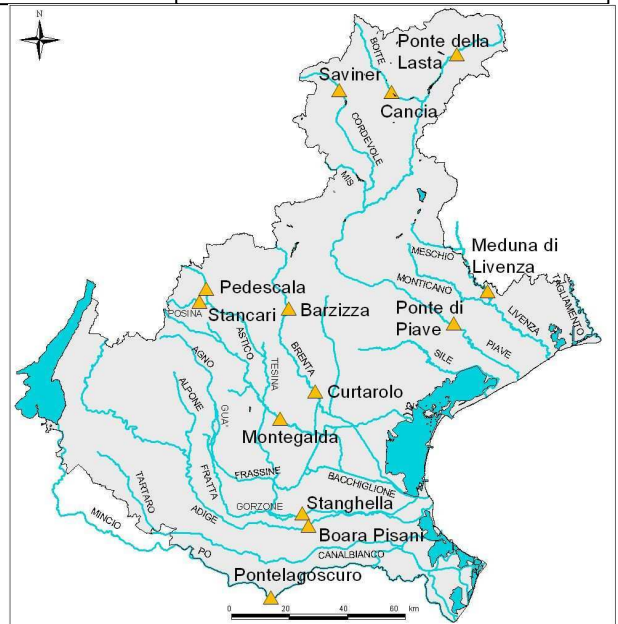 N
Ponte della
Lasta
BOITE
Saviner
Cancia
CORDEVOLE
MIS
Meduna di
Livenza
MESCHIO
MONTICANO
TAGLIAMENTO
LIVENZA
Pedescala
POSINA
Stancari
Barzizza
Ponte di
Piave
PIAVE
SILE
ASTICO
AGNO
TESINA
BRENTA
ALPONE
GUA'
Curtarolo
Montegalda
FRATTA
FRASSINE
BACCHIGLIONE
TARTARO
ADIGE
GORZONE
Stanghella
MINCIO
Boara Pisani
PO
CANALBIANCO
Pontelagoscuro
0 20 40 60 km